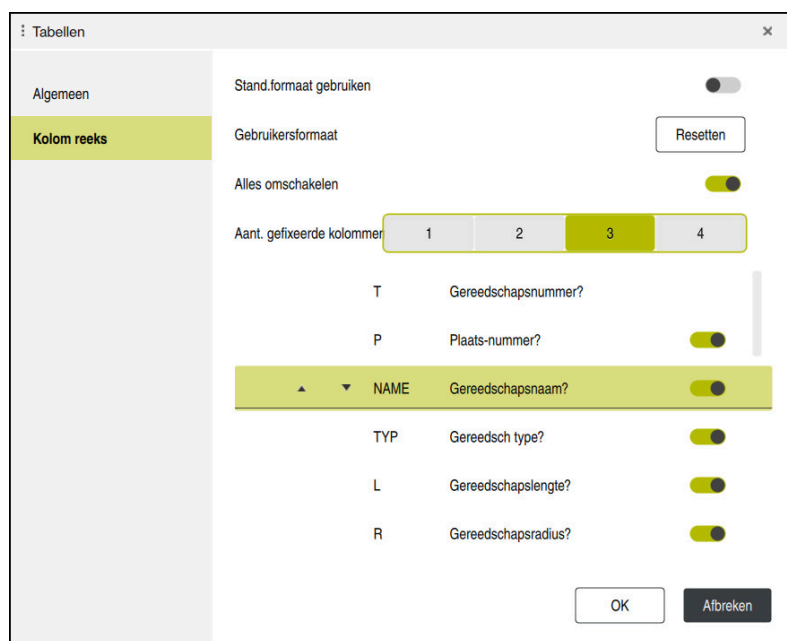 Tabellen
Algemeen
Kolom reeks
Stand.formaat gebruiken
Gebruikersformaat Resetten
Alles omschakelen
Aant. gefixeerde kolommen 1 2 3 4
T Gereedschapsnummer?
P Plaats-nummer?
NAME Gereedschapsnaam?
TYP Gereedsch type?
L Gereedschapslengte?
R Gereedschapsradius?
OK Afbreken